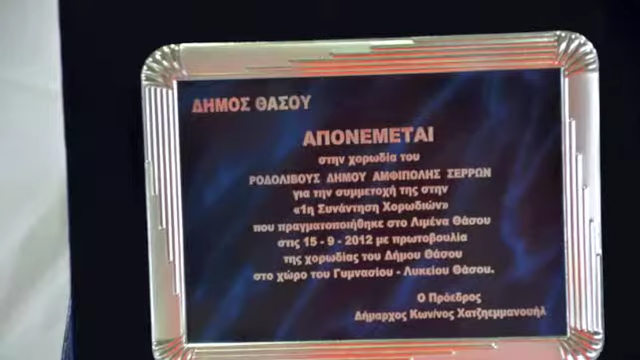 ΔΗΜΟΣ ΘΑΣΟΥ
ΑΠΟΝΕΜΕΤΑΙ
στην χορωδία του
ΡΟΔΟΛΙΒΟΥΣ ΔΗΜΟΥ ΑΜΦΙΠΟΛΗΣ ΣΕΡΡΩΝ
για την συμμετοχή της στην
«1η Συνάντηση Χορωδιών»
που πραγματοποιήθηκε στο Λιμένα Θάσου
στις 15 - 9 - 2012 με πρωτοβουλία
της χορωδίας του Δήμου Θάσου
στο χώρο του Γυμνασίου - Λυκείου Θάσου.
Ο Πρόεδρος
Δήμαρχος Κων/νος Χατζηεμμανουήλ